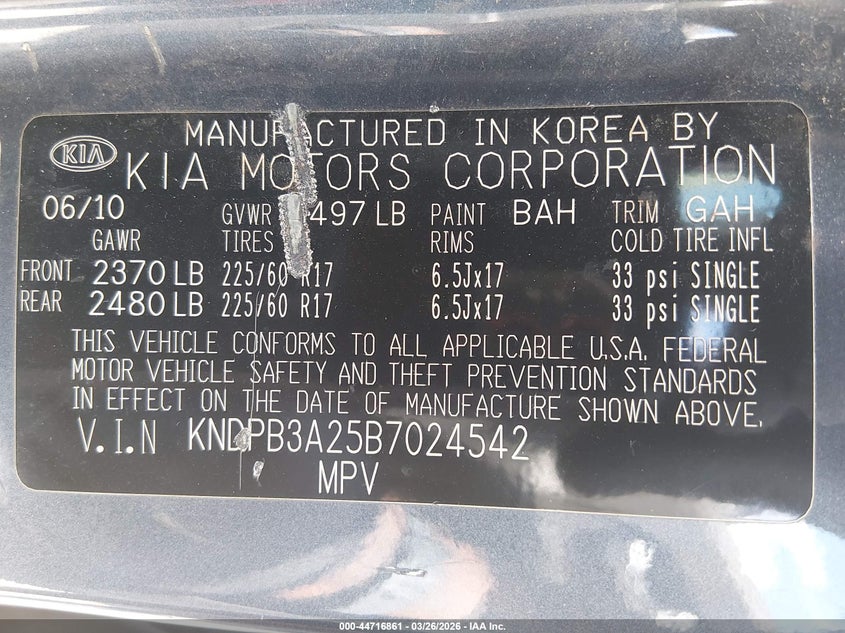 KIA
MANUFACTURED IN KOREA BY
KIA MOTORS CORPORATION
06/10 GVWR 497 LB PAINT BAH TRIM GAH
GAWR TIRES RIMS COLD TIRE INFL
FRONT 2370 LB 225/60 R17 6.5Jx17 33 psi SINGLE
REAR 2480 LB 225/60 R17 6.5Jx17 33 psi SINGLE
THIS VEHICLE CONFORMS TO ALL APPLICABLE U.S.A. FEDERAL
MOTOR VEHICLE SAFETY AND THEFT PREVENTION STANDARDS
IN EFFECT ON THE DATE OF MANUFACTURE SHOWN ABOVE.
V.I.N KNDPB3A25B7024542
MPV
000-44716861 | 03/26/2026 - IAA Inc.